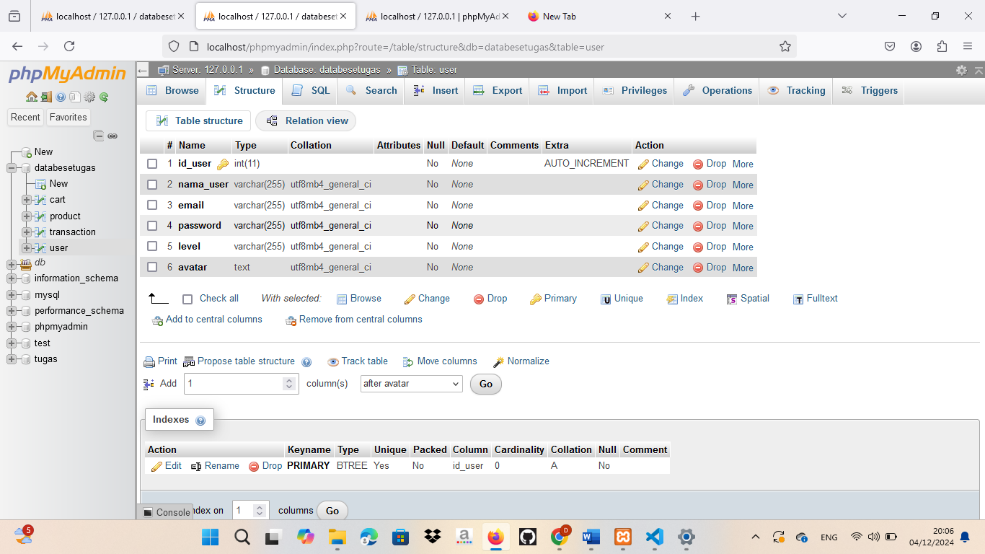 localhost / 127.0.0.1 / databeset
localhost / 127.0.0.1 / databeset
localhost / 127.0.0.1 | phpMyAd
New Tab
localhost/phpmyadmin/index.php?route=/table/structure&db=databesetugas&table=user
phpMyAdmin
Recent Favorites
New
databesetugas
New
cart
product
transaction
user
db
information_schema
mysql
performance_schema
phpmyadmin
test
tugas
Server: 127.0.0.1 » Database: databesetugas » Table: user
Browse Structure SQL Search Insert Export Import Privileges Operations Tracking Triggers
Table structure Relation view
# Name Type Collation Attributes Null Default Comments Extra Action
1 id_user int(11) No None AUTO_INCREMENT Change Drop More
2 nama_user varchar(255) utf8mb4_general_ci No None Change Drop More
3 email varchar(255) utf8mb4_general_ci No None Change Drop More
4 password varchar(255) utf8mb4_general_ci No None Change Drop More
5 level varchar(255) utf8mb4_general_ci No None Change Drop More
6 avatar text utf8mb4_general_ci No None Change Drop More
Check all With selected: Browse Change Drop Primary Unique Index Spatial Fulltext
Add to central columns Remove from central columns
Print Propose table structure Track table Move columns Normalize
Add 1 column(s) after avatar Go
Indexes
Action Keyname Type Unique Packed Column Cardinality Collation Null Comment
Edit Rename Drop PRIMARY BTREE Yes No id_user 0 A No
Console ndex on 1 columns Go
5
ENG
20:06
04/12/2024